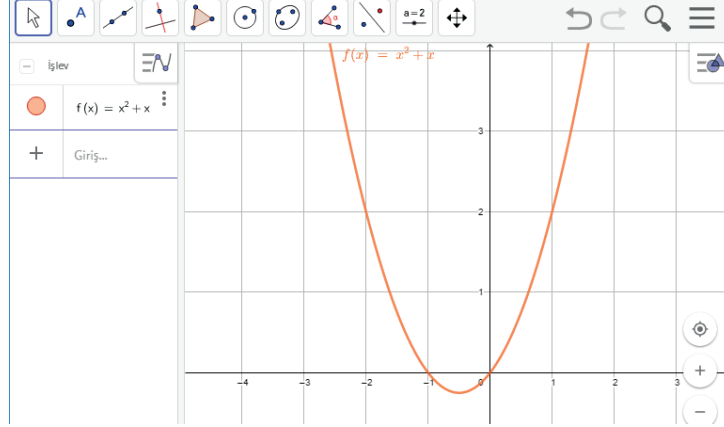 A
α
a=2
İşlev
f(x) = x² + x
Giriş...
f(x) = x² + x
3
2
1
−4
−3
−2
−1
0
1
2
3